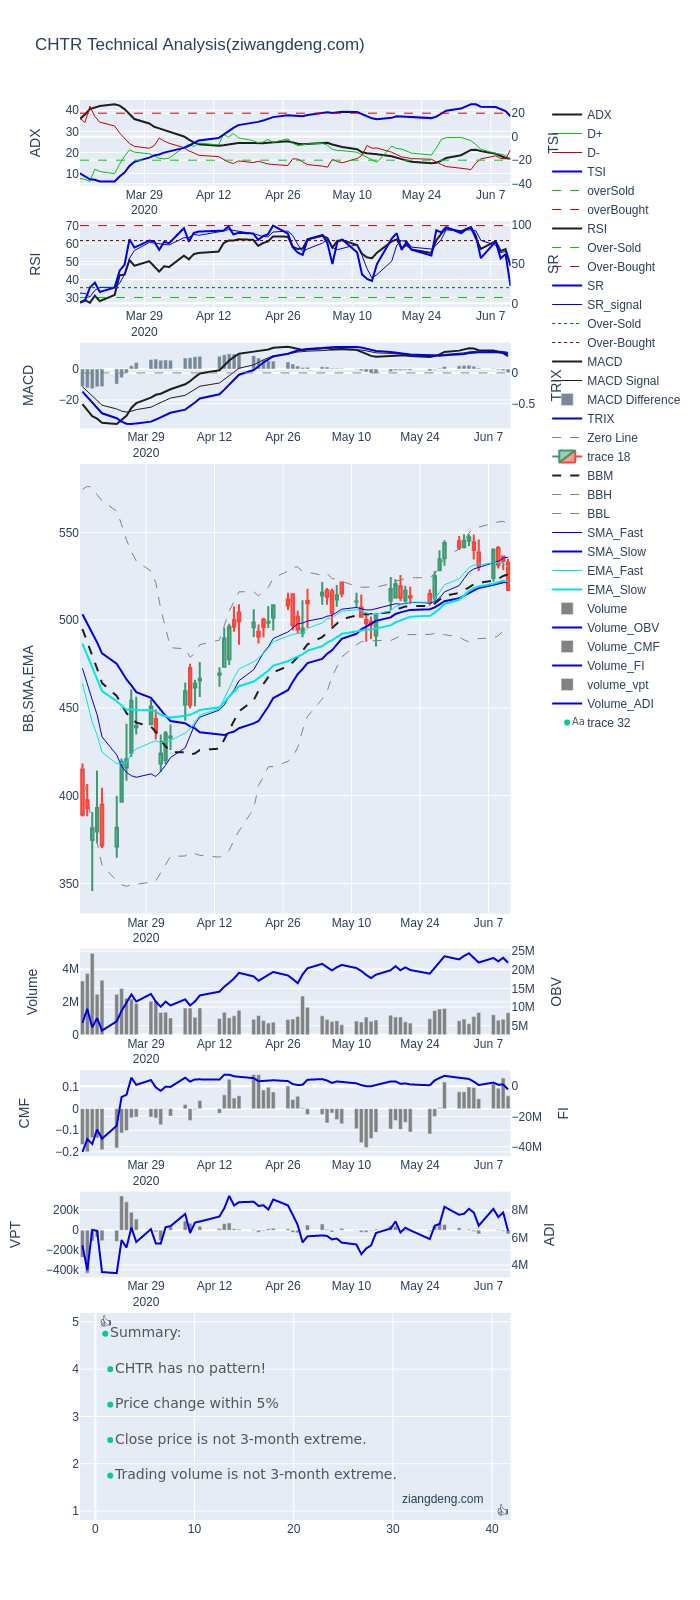 CHTR Technical Analysis(ziwangdeng.com)
40
30
20
10
ADX
20
0
−20
−40
TSI
Mar 29
2020
Apr 12
Apr 26
May 10
May 24
Jun 7
70
60
50
40
30
RSI
100
50
0
SR
Mar 29
2020
Apr 12
Apr 26
May 10
May 24
Jun 7
0
−20
MACD
0
−0.5
TRIX
Mar 29
2020
Apr 12
Apr 26
May 10
May 24
Jun 7
550
500
450
400
350
BB,SMA,EMA
Mar 29
2020
Apr 12
Apr 26
May 10
May 24
Jun 7
4M
2M
0
Volume
25M
20M
15M
10M
5M
OBV
Mar 29
2020
Apr 12
Apr 26
May 10
May 24
Jun 7
0.1
0
−0.1
−0.2
CMF
0
−20M
−40M
FI
Mar 29
2020
Apr 12
Apr 26
May 10
May 24
Jun 7
200k
0
−200k
−400k
VPT
8M
6M
4M
ADI
Mar 29
2020
Apr 12
Apr 26
May 10
May 24
Jun 7
5
4
3
2
1
👍
Summary:
CHTR has no pattern!
Price change within 5%
Close price is not 3-month extreme.
Trading volume is not 3-month extreme.
ziangdeng.com
👍
0
10
20
30
40
ADX
D+
D-
TSI
overSold
overBought
RSI
Over-Sold
Over-Bought
SR
SR_signal
Over-Sold
Over-Bought
MACD
MACD Signal
MACD Difference
TRIX
Zero Line
trace 18
BBM
BBH
BBL
SMA_Fast
SMA_Slow
EMA_Fast
EMA_Slow
Volume
Volume_OBV
Volume_CMF
Volume_FI
volume_vpt
Volume_ADI
Aa trace 32